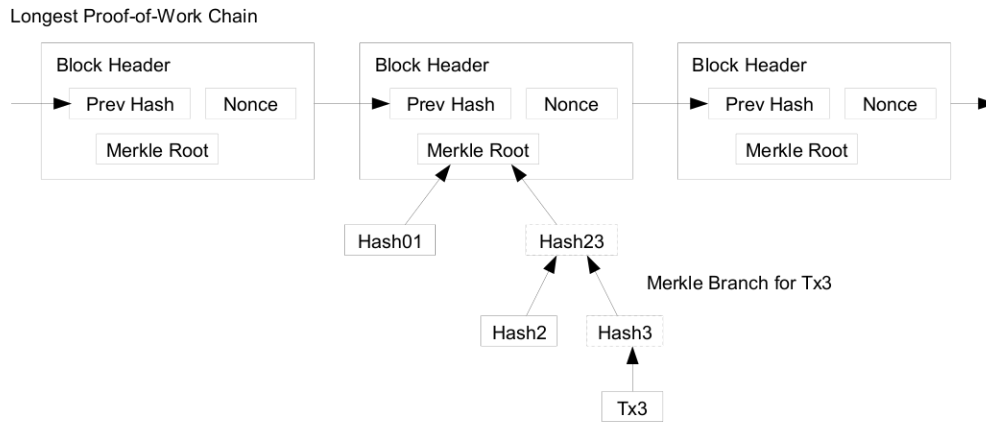 Longest Proof-of-Work Chain
Block Header
Prev Hash
Nonce
Merkle Root
Block Header
Prev Hash
Nonce
Merkle Root
Block Header
Prev Hash
Nonce
Merkle Root
Hash01
Hash23
Merkle Branch for Tx3
Hash2
Hash3
Tx3